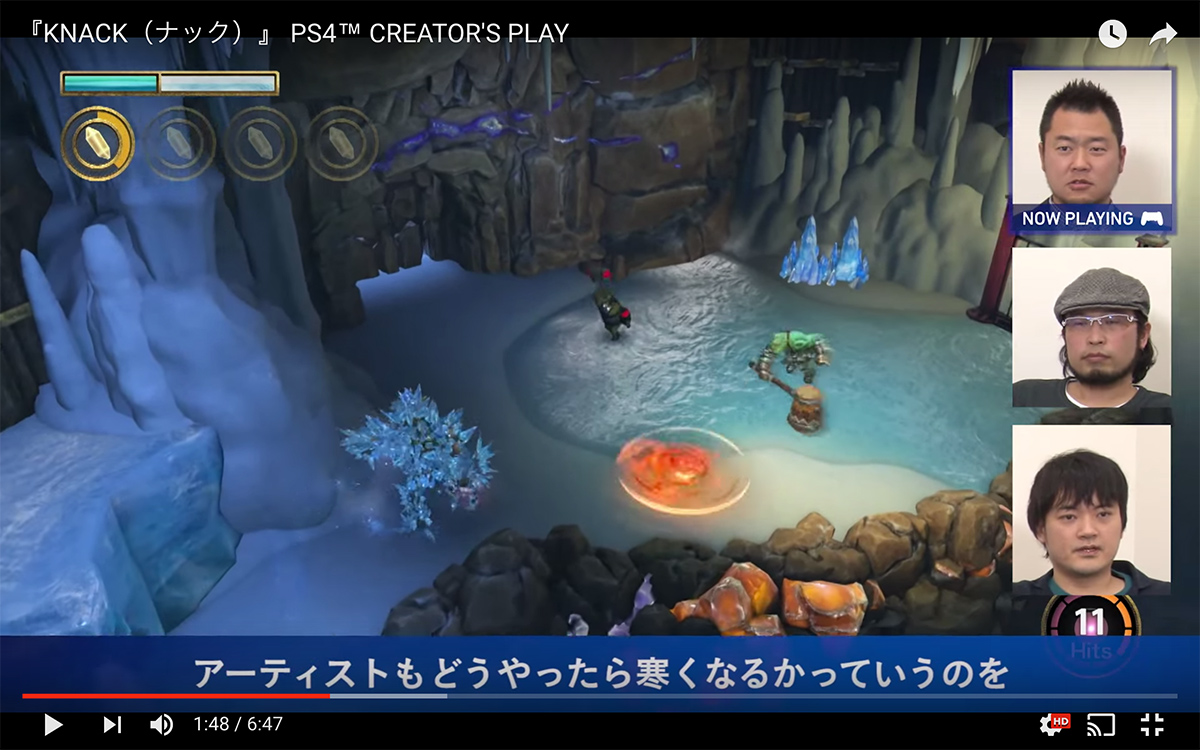 『KNACK（ナック）』 PS4™ CREATOR'S PLAY
NOW PLAYING
11
Hits
アーティストもどうやったら寒くなるかっていうのを
1:48 / 6:47
HD